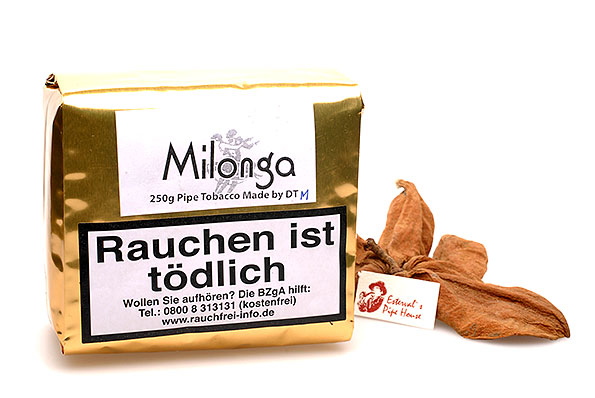 Milonga
250g Pipe Tobacco Made by DTM
Rauchen ist
tödlich
Wollen Sie aufhören? Die BZgA hilft:
Tel.: 0800 8 313131 (kostenfrei)
www.rauchfrei-info.de
Esterval's
Pipe House